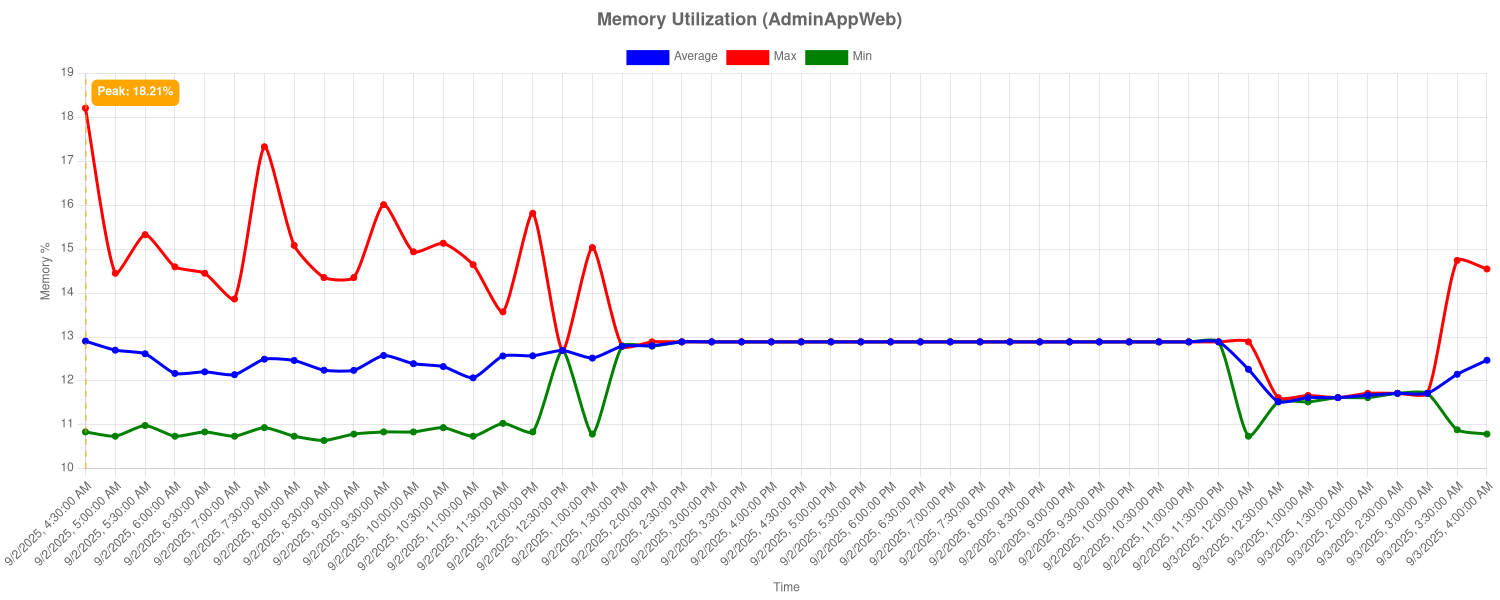 Memory Utilization (AdminAppWeb)
Average Max Min
19
Peak: 18.21%
18
17
16
15
14
13
12
11
10
Memory %
9/2/2025, 4:30:00 AM
9/2/2025, 5:00:00 AM
9/2/2025, 5:30:00 AM
9/2/2025, 6:00:00 AM
9/2/2025, 6:30:00 AM
9/2/2025, 7:00:00 AM
9/2/2025, 7:30:00 AM
9/2/2025, 8:00:00 AM
9/2/2025, 8:30:00 AM
9/2/2025, 9:00:00 AM
9/2/2025, 9:30:00 AM
9/2/2025, 10:00:00 AM
9/2/2025, 10:30:00 AM
9/2/2025, 11:00:00 AM
9/2/2025, 11:30:00 AM
9/2/2025, 12:00:00 PM
9/2/2025, 12:30:00 PM
9/2/2025, 1:00:00 PM
9/2/2025, 1:30:00 PM
9/2/2025, 2:00:00 PM
9/2/2025, 2:30:00 PM
9/2/2025, 3:00:00 PM
9/2/2025, 3:30:00 PM
9/2/2025, 4:00:00 PM
9/2/2025, 4:30:00 PM
9/2/2025, 5:00:00 PM
9/2/2025, 5:30:00 PM
9/2/2025, 6:00:00 PM
9/2/2025, 6:30:00 PM
9/2/2025, 7:00:00 PM
9/2/2025, 7:30:00 PM
9/2/2025, 8:00:00 PM
9/2/2025, 8:30:00 PM
9/2/2025, 9:00:00 PM
9/2/2025, 9:30:00 PM
9/2/2025, 10:00:00 PM
9/2/2025, 10:30:00 PM
9/2/2025, 11:00:00 PM
9/2/2025, 11:30:00 PM
9/3/2025, 12:00:00 AM
9/3/2025, 12:30:00 AM
9/3/2025, 1:00:00 AM
9/3/2025, 1:30:00 AM
9/3/2025, 2:00:00 AM
9/3/2025, 2:30:00 AM
9/3/2025, 3:00:00 AM
9/3/2025, 3:30:00 AM
9/3/2025, 4:00:00 AM
Time